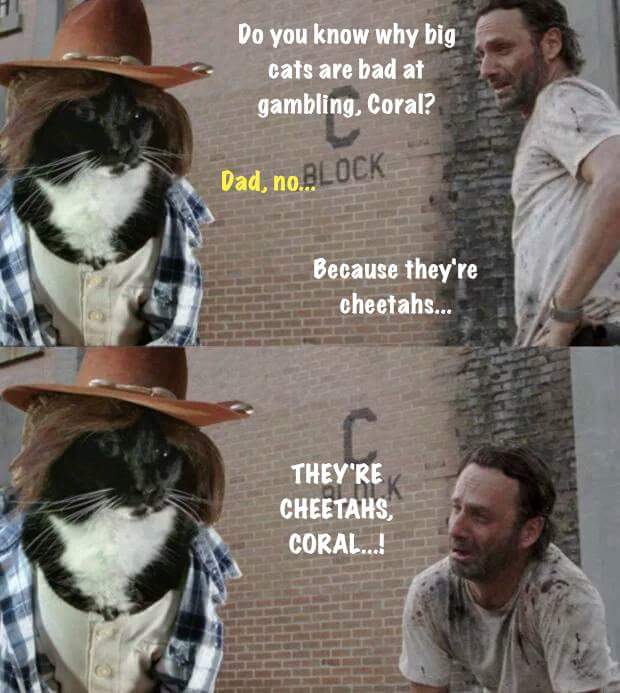 Do you know why big
cats are bad at
gambling, Coral?
C
Dad, no...
BLOCK
Because they're
cheetahs...
C
THEY'RE
CHEETAHS,
CORAL...!